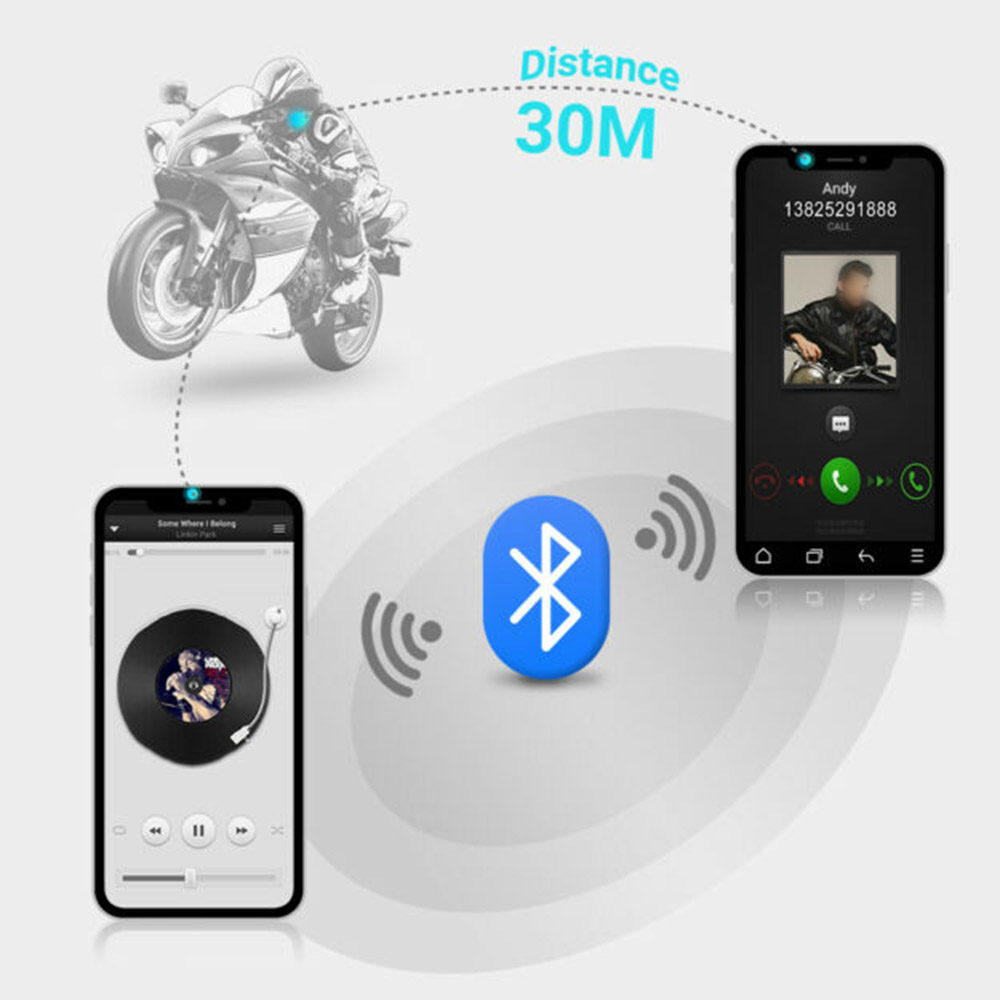 Distance
30M
Andy
13825291888
CALL
Some Where I Belong
Linkin Park